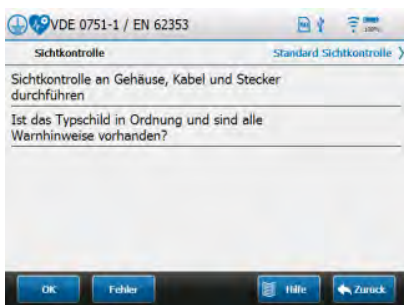 VDE 0751-1 / EN 62353
Sichtkontrolle
Standard Sichtkontrolle
Sichtkontrolle an Gehäuse, Kabel und Stecker
durchführen
Ist das Typschild in Ordnung und sind alle
Warnhinweise vorhanden?
OK
Fehler
Hilfe
Zurück